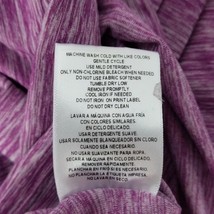 MACHINE WASH COLD WITH LIKE COLORS
GENTLE CYCLE
USE MILD DETERGENT
ONLY NON-CHLORINE BLEACH WHEN NEEDED
DO NOT USE FABRIC SOFTENER
TUMBLE DRY LOW
REMOVE PROMPTLY
COOL IRON IF NEEDED
DO NOT IRON ON PRINT LABEL
DO NOT DRY CLEAN
LAVAR A MÁQUINA CON AGUA FRÍA
CON COLORES SIMILARES
EN CICLO DELICADO
USAR DETERGENTE SUAVE
USAR SOLAMENTE BLANQUEADOR SIN CLORO
CUANDO SEA NECESARIO
NO USAR SUAVIZANTE PARA ROPA
SECAR A MÁQUINA EN CICLO DELICADO
REMOVER RÁPIDAMENTE
PLANCHAR EN FRÍO SI ES NECESARIO
NO PLANCHAR LA ETIQUETA IMPRESA
NO LAVAR EN SECO